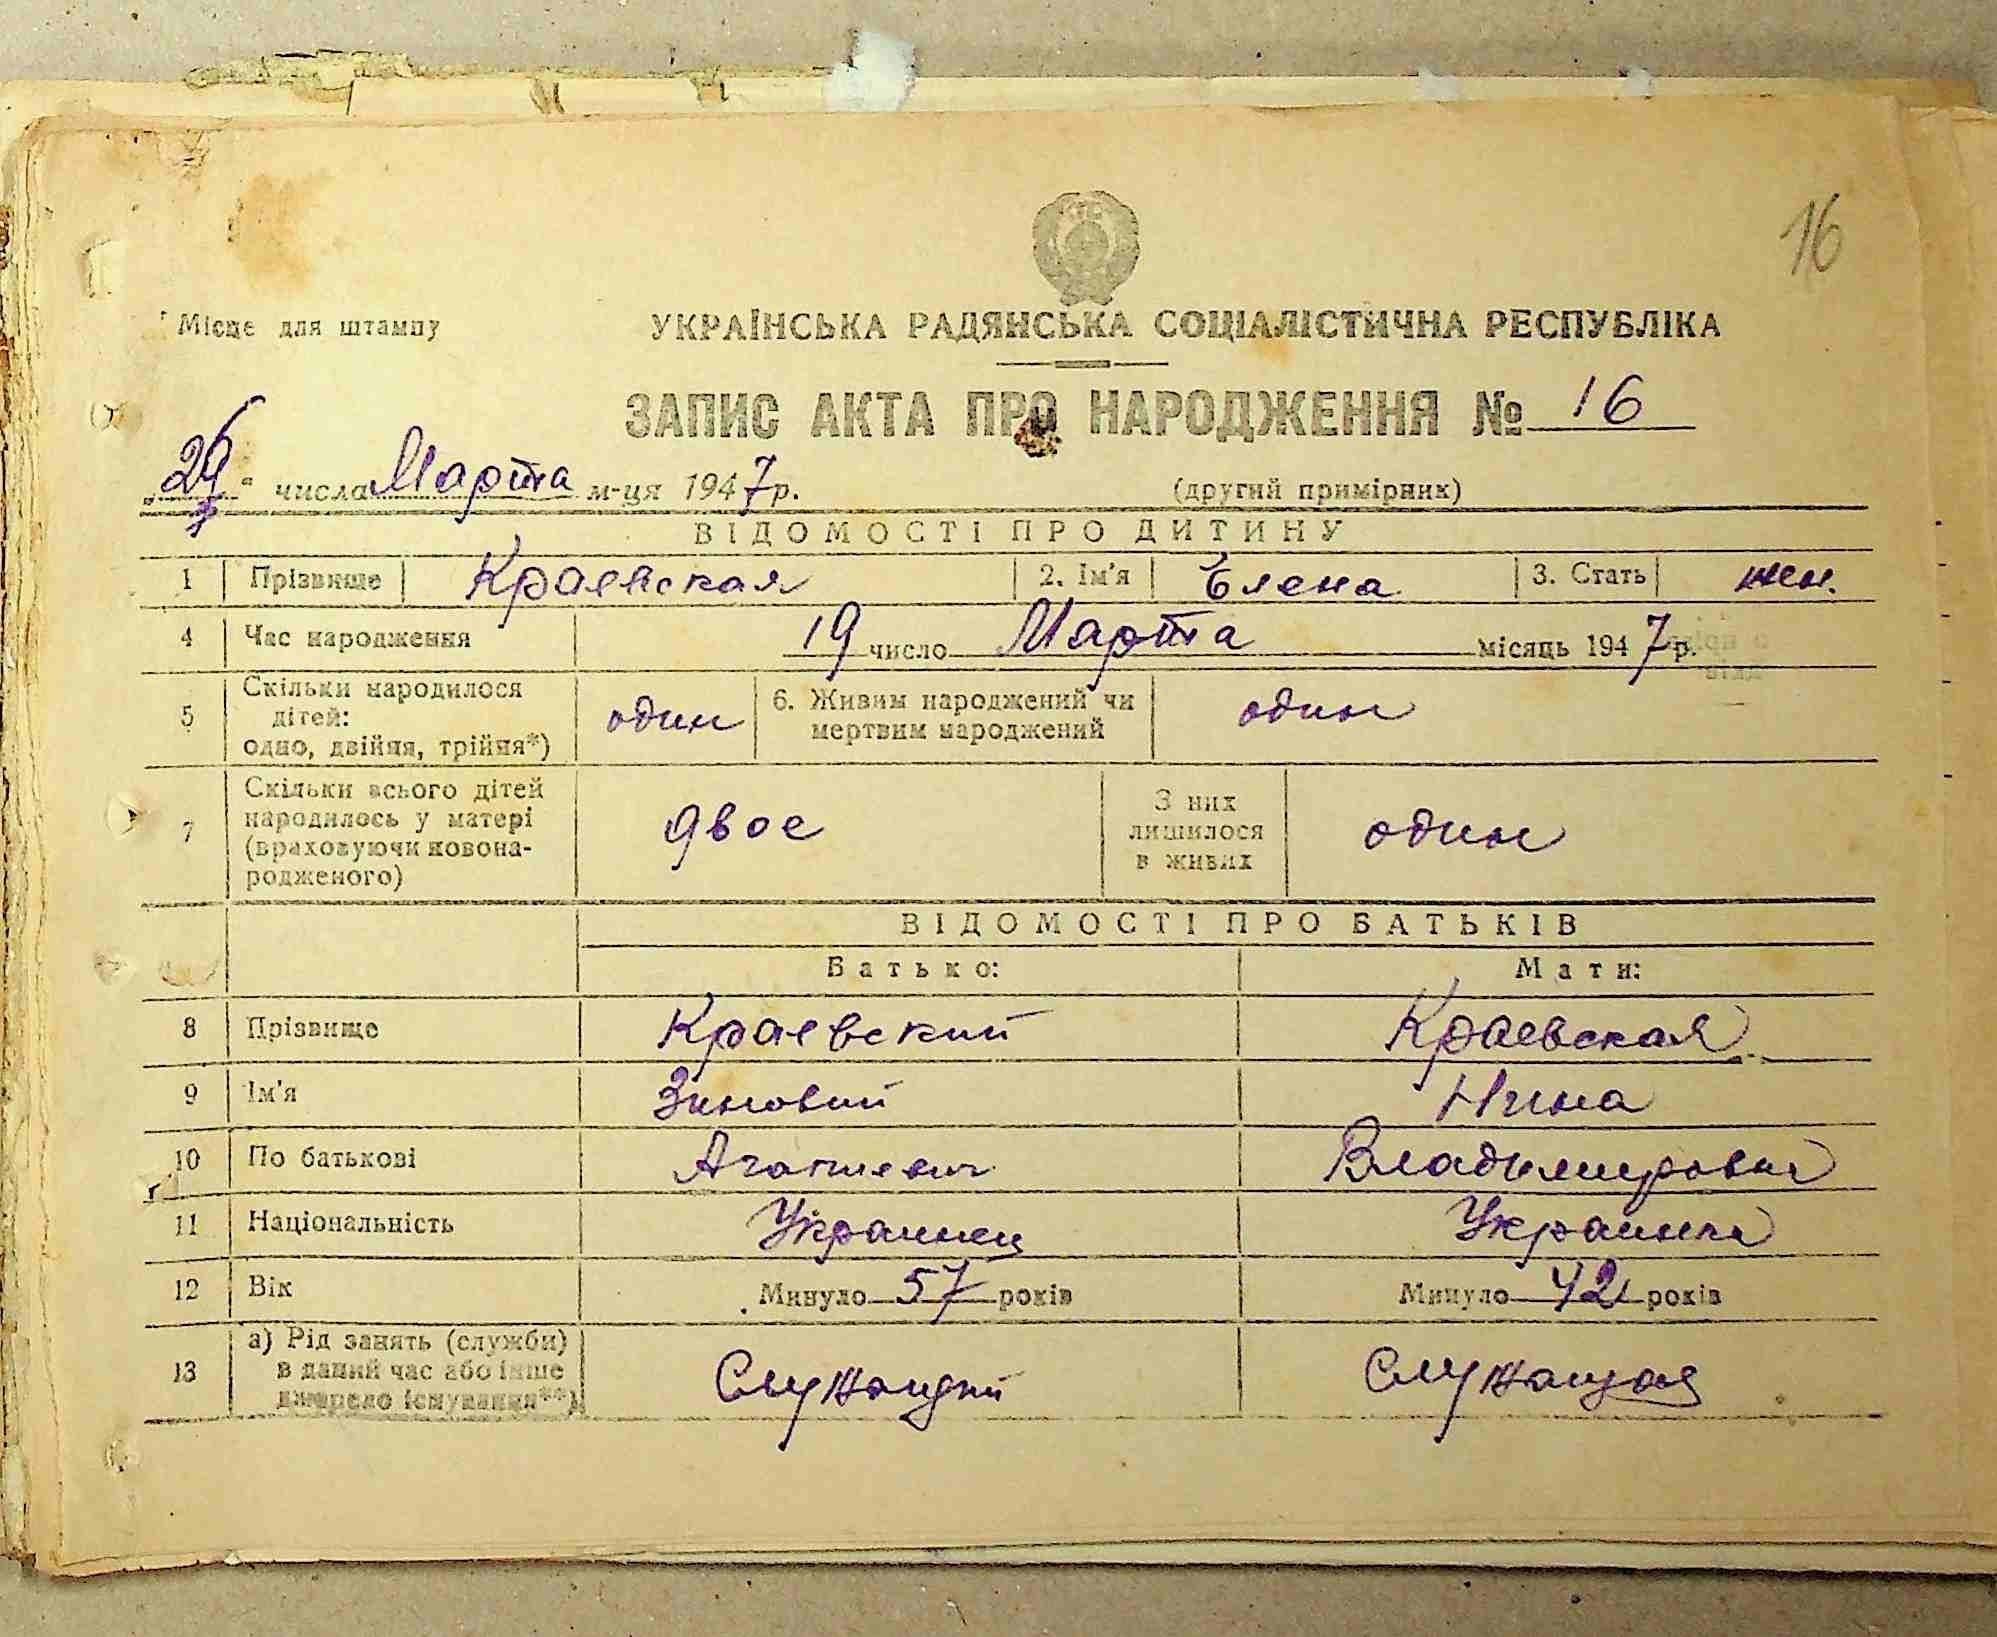 16
Місце для штампу
УКРАЇНСЬКА РАДЯНСЬКА СОЦІАЛІСТИЧНА РЕСПУБЛІКА
ЗАПИС АКТА ПРО НАРОДЖЕННЯ № 16
" " числа Марта м-ця 1947 р. (другий примірник)
ВІДОМОСТІ ПРО ДИТИНУ
1 Прізвище Краевская 2. Ім'я Елена 3. Стать жен.
4 Час народження 19 число Марта місяць 1947 р.
5 Скільки народилося дітей: одно, двійня, трійня*) один 6. Живим народжений чи мертвим народжений один
7 Скільки всього дітей народилось у матері (враховуючи новонародженого) двое З них лишилося в живих один
ВІДОМОСТІ ПРО БАТЬКІВ
Батько: Мати:
8 Прізвище Краевский Краевская
9 Ім'я Зиновий Нина
10 По батькові Агапиевич Владимировна
11 Національність Украинец Украинка
12 Вік Минуло 57 років Минуло 42 років
13 а) Рід занять (служби) в даний час або інше джерело існування**) Служащий Служащая